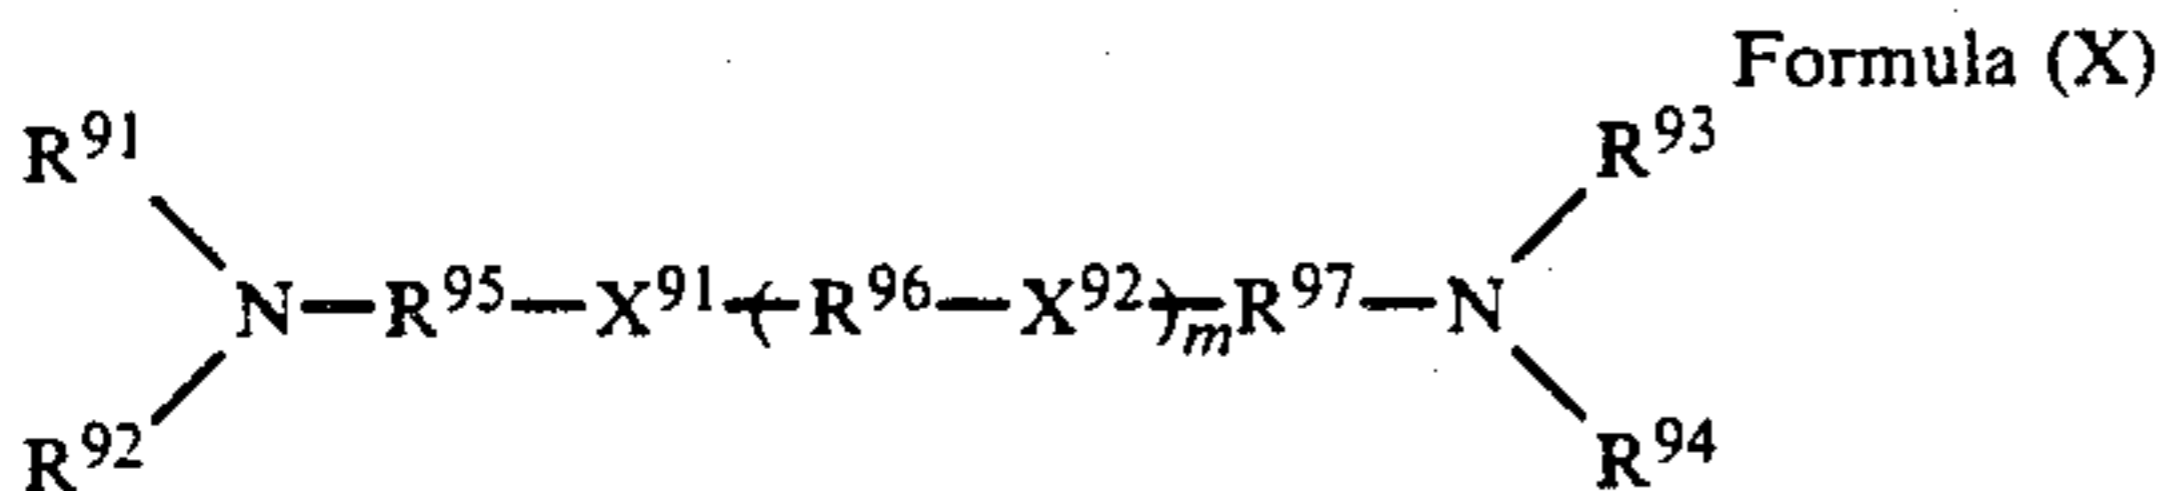 Formula (X)
R91 R93
N—R95—X91—(R96—X92)m—R97—N
R92 R94